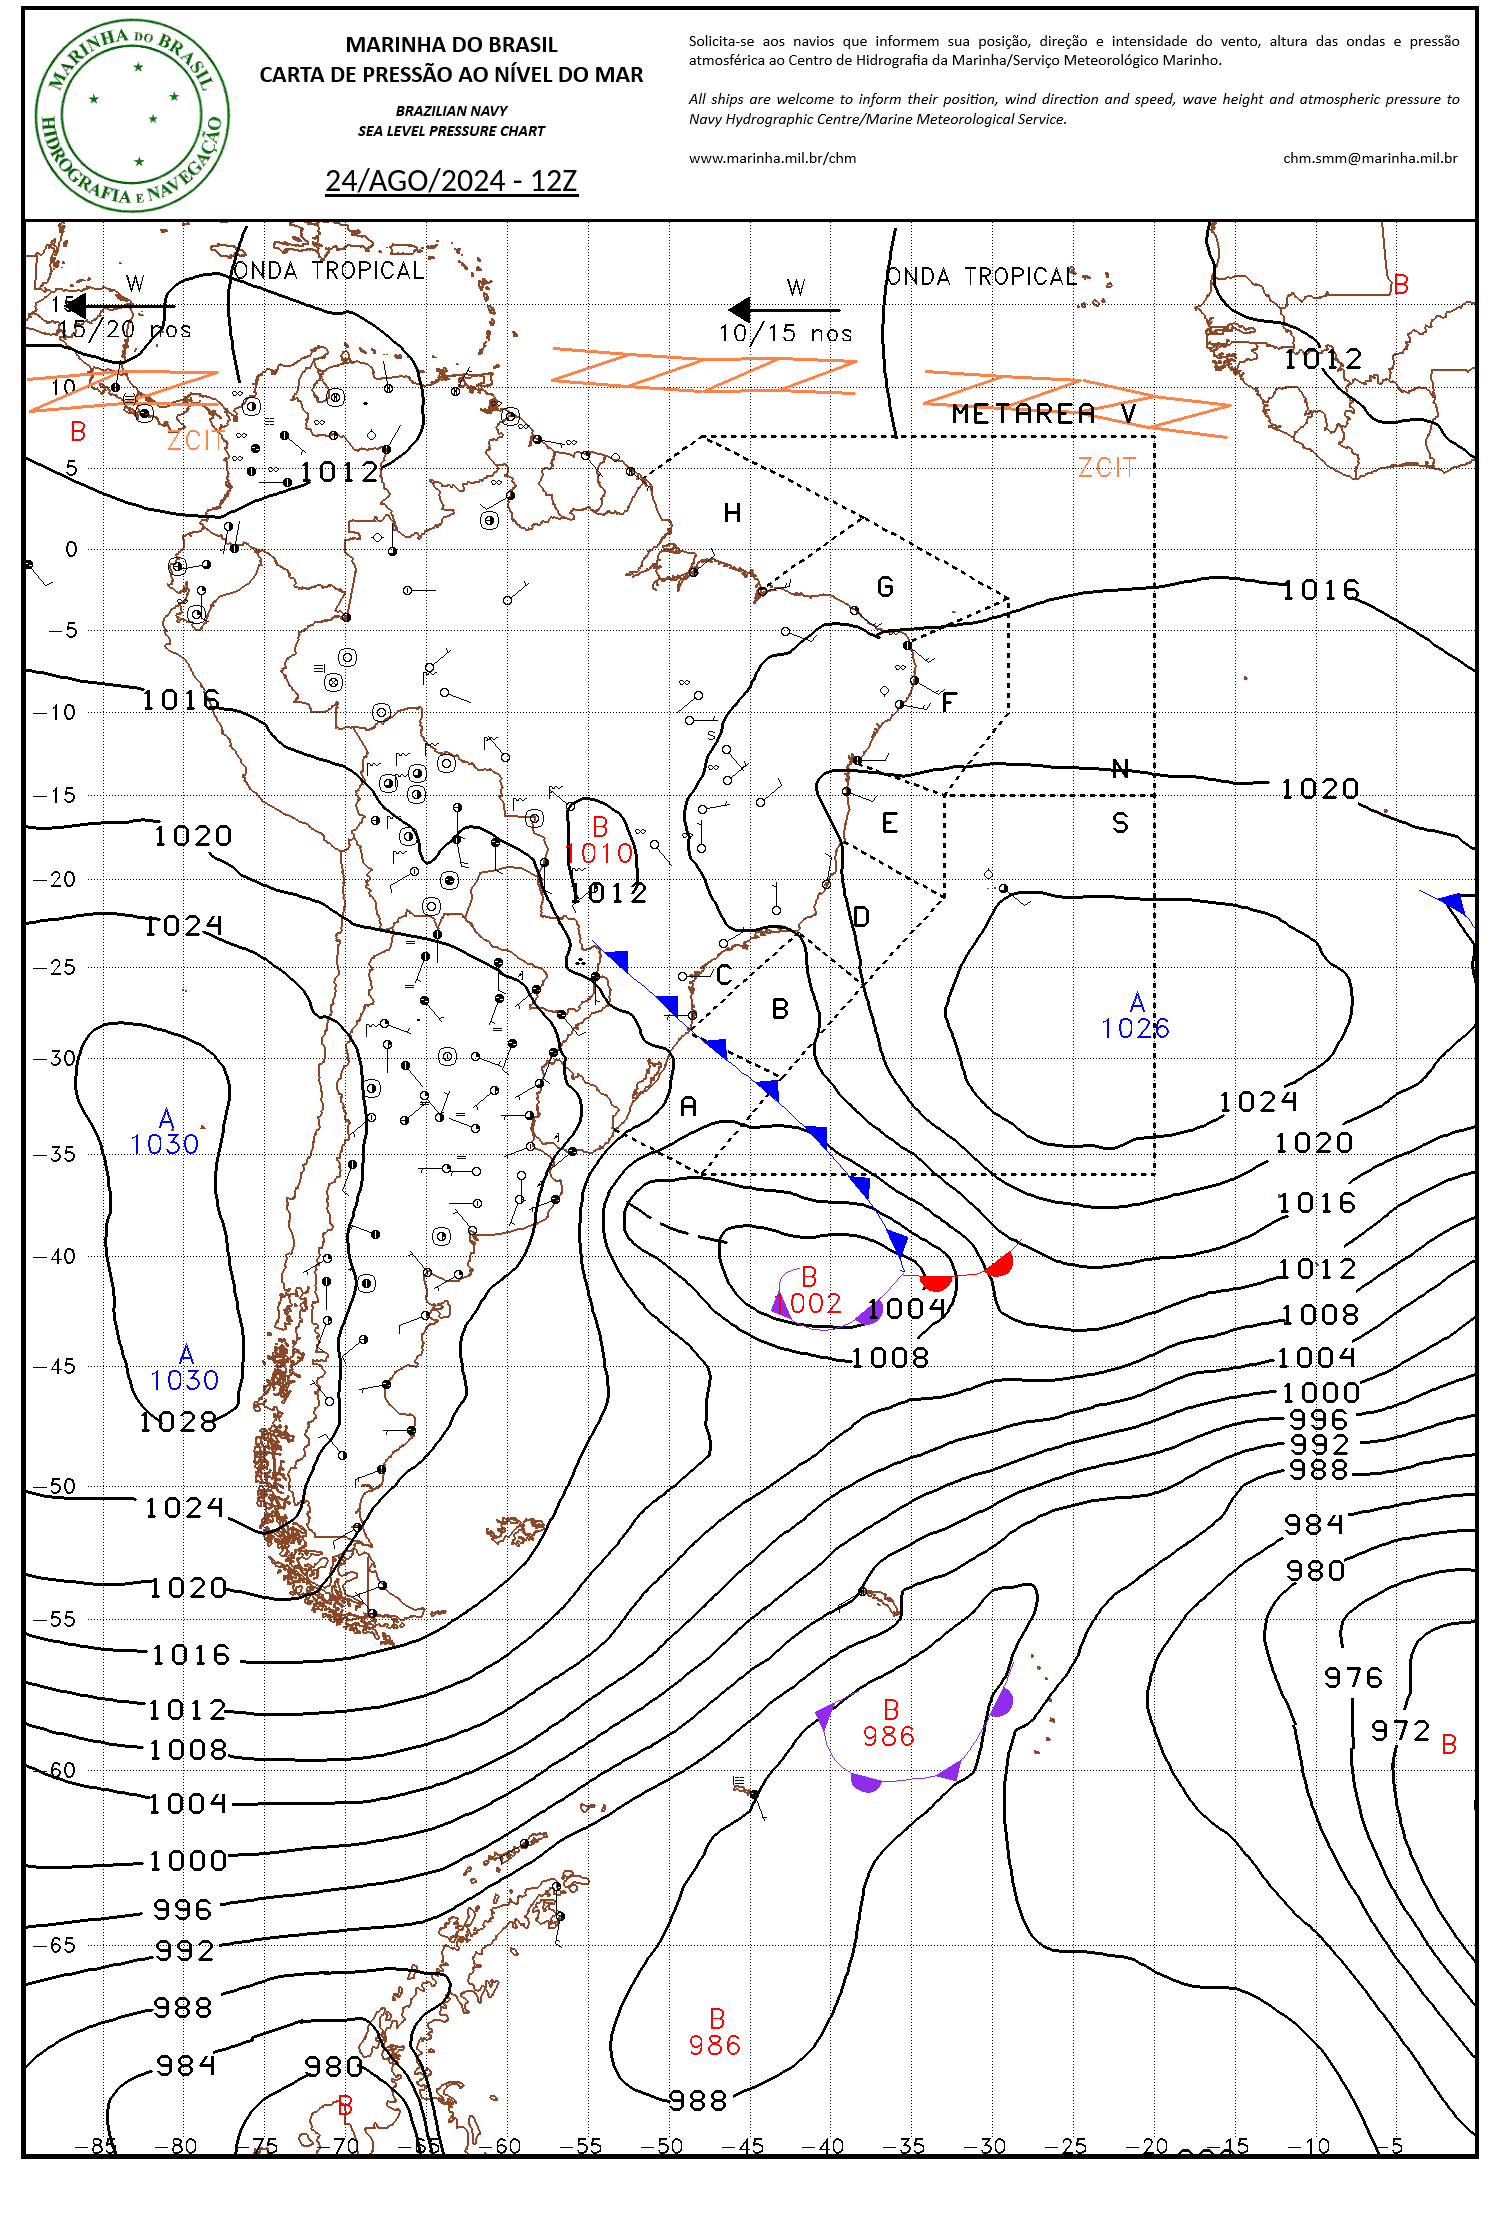 MARINHA DO BRASIL
HIDROGRAFIA E NAVEGAÇÃO
MARINHA DO BRASIL
CARTA DE PRESSÃO AO NÍVEL DO MAR
BRAZILIAN NAVY
SEA LEVEL PRESSURE CHART
24/AGO/2024 - 12Z
Solicita-se aos navios que informem sua posição, direção e intensidade do vento, altura das ondas e pressão
atmosférica ao Centro de Hidrografia da Marinha/Serviço Meteorológico Marinho.
All ships are welcome to inform their position, wind direction and speed, wave height and atmospheric pressure to
Navy Hydrographic Centre/Marine Meteorological Service.
www.marinha.mil.br/chm chm.smm@marinha.mil.br
ONDA TROPICAL ONDA TROPICAL
W W B
15
15/20 nos 10/15 nos
1012
10
METAREA V
B ZCIT
5 1012 ZCIT
H
0
G 1016
-5
1016 F
-10
N
-15 1020
1020 B E S
1010
-20 1012
1024 D
-25 C
B A
1026
-30
A A 1024
1030 1020
-35
1016
-40 1012
B
1002 1004 1008
A 1008 1004
-45
1030 1000
1028 996
992
988
-50
1024 984
980
1020
-55
1016 976
1012 B 972
986 B
1008
-60
1004
1000
996
-65
992
988 B
986
984 980
B 988
-85 -80 -75 -70 -65 -60 -55 -50 -45 -40 -35 -30 -25 -20 -15 -10 -5